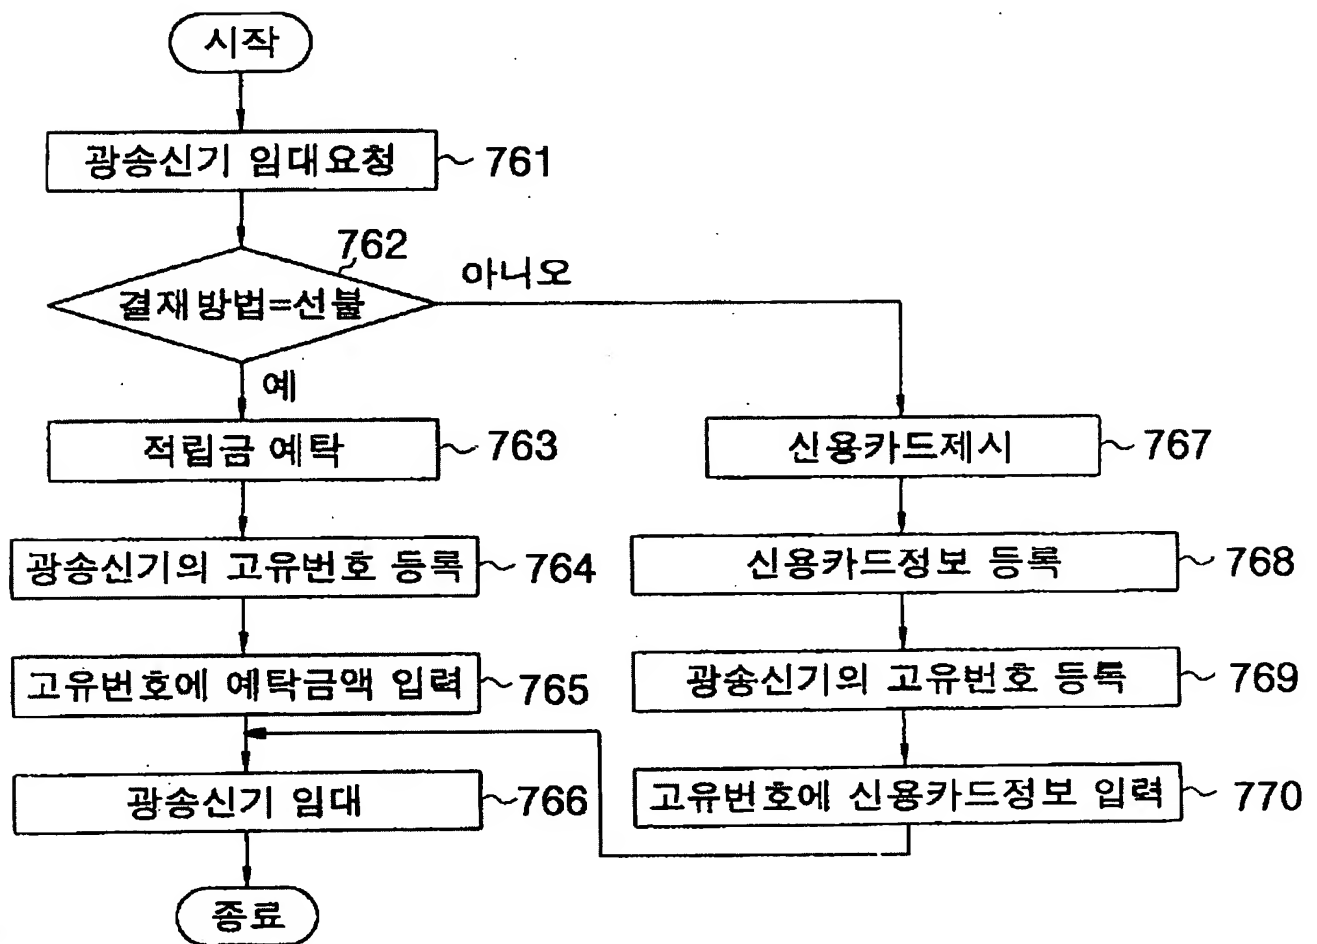 시작
광송신기 임대요청 761
762
결재방법=선불
아니오
예
적립금 예탁 763
광송신기의 고유번호 등록 764
고유번호에 예탁금액 입력 765
광송신기 임대 766
종료
신용카드제시 767
신용카드정보 등록 768
광송신기의 고유번호 등록 769
고유번호에 신용카드정보 입력 770